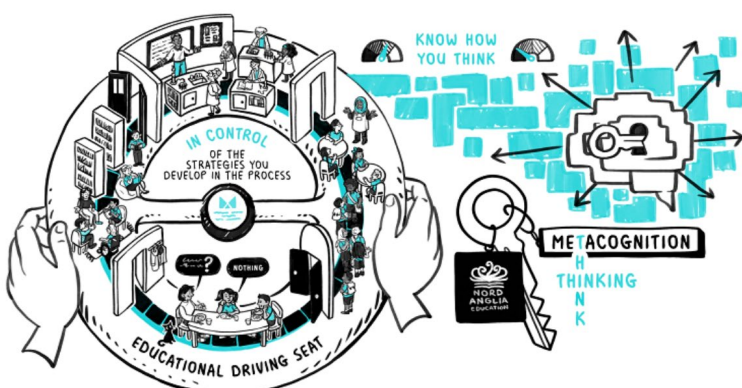 KNOW HOW
YOU THINK
IN CONTROL
OF THE
STRATEGIES YOU
DEVELOP IN THE PROCESS
?
NOTHING
EDUCATIONAL DRIVING SEAT
METACOGNITION
THINKING
THINK
NORD
ANGLIA
EDUCATION